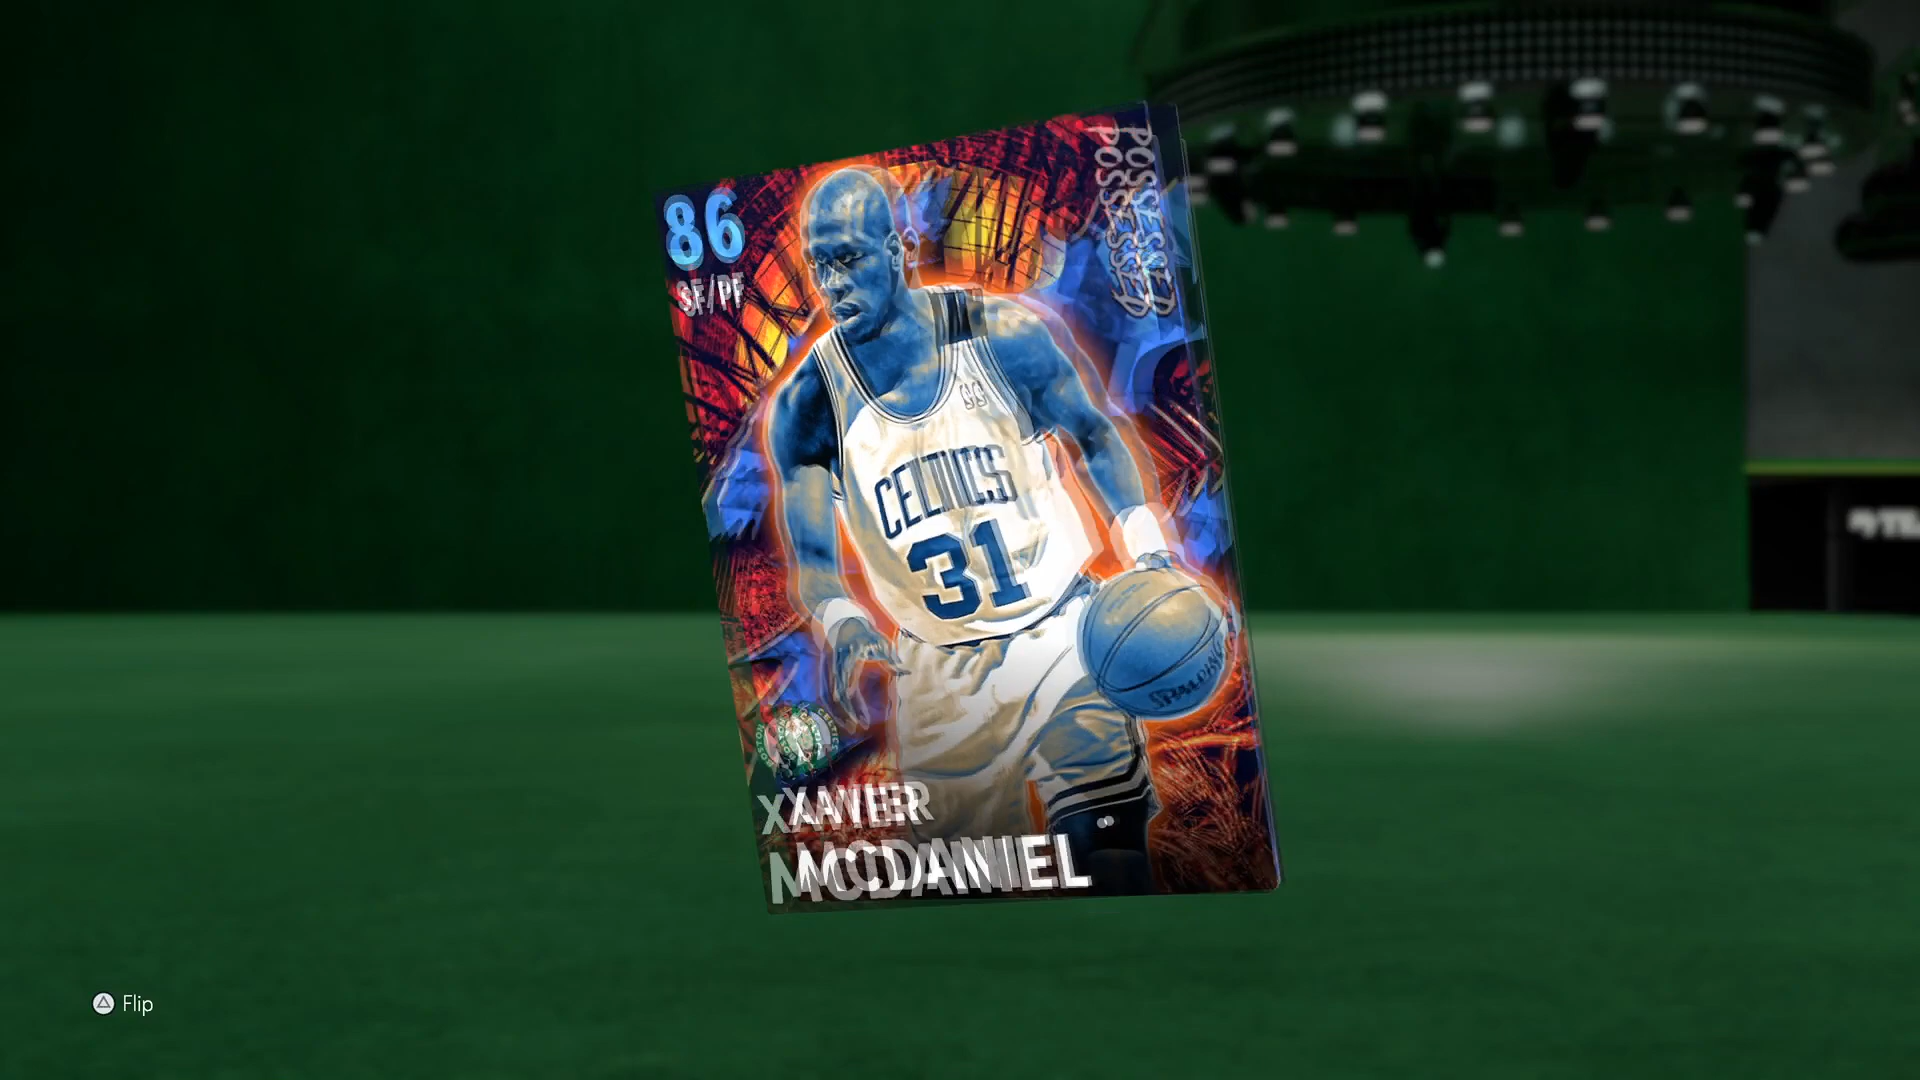 86
SF/PF
POSSESSED
CELTICS
31
SPALDING
XAVIER
MCDANIEL
Flip